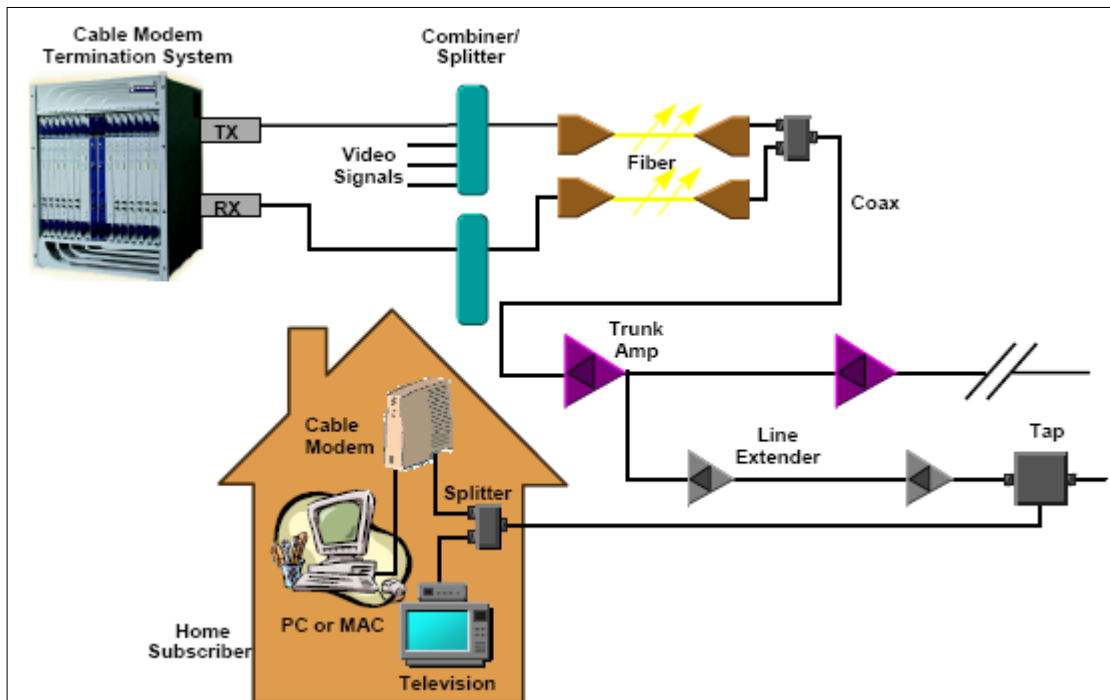 Cable Modem
Termination System
Combiner/
Splitter
TX
Video
Signals
Fiber
RX
Coax
Trunk
Amp
Cable
Modem
Line
Extender
Tap
Splitter
PC or MAC
Home
Subscriber
Television